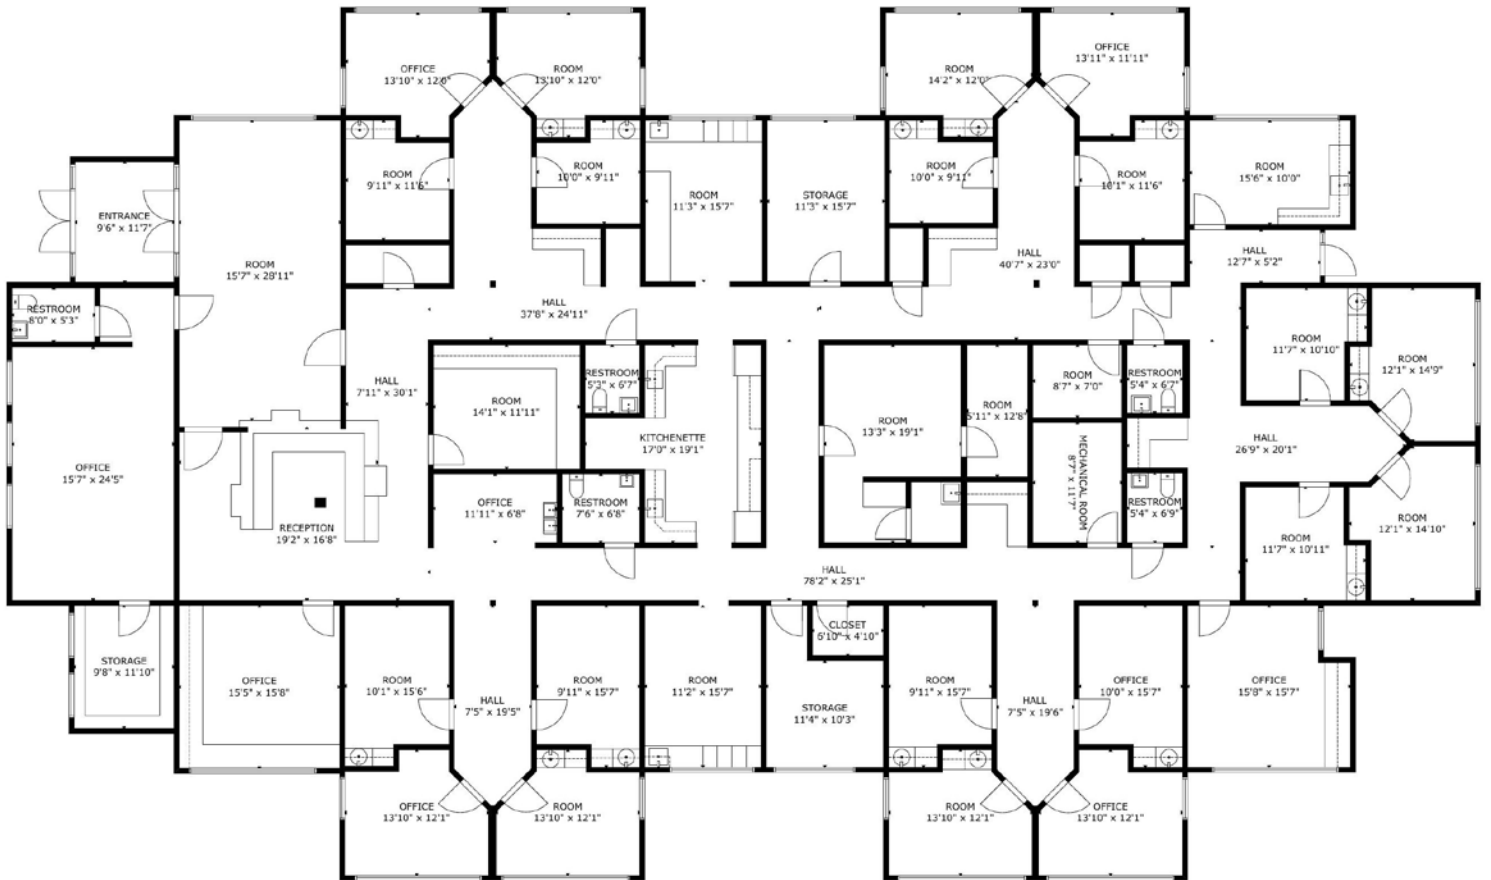 OFFICE
13'10" x 12'0"
ROOM
13'10" x 12'0"
ROOM
14'2" x 12'0"
OFFICE
13'11" x 11'11"
ENTRANCE
9'6" x 11'7"
ROOM
15'7" x 28'11"
ROOM
9'11" x 11'6"
ROOM
10'0" x 9'11"
ROOM
11'3" x 15'7"
STORAGE
11'3" x 15'7"
ROOM
10'0" x 9'11"
ROOM
10'1" x 11'6"
ROOM
15'6" x 10'0"
HALL
12'7" x 5'2"
HALL
40'7" x 23'0"
HALL
37'8" x 24'11"
RESTROOM
8'0" x 5'3"
HALL
7'11" x 30'1"
ROOM
14'1" x 11'11"
RESTROOM
5'3" x 6'7"
KITCHENETTE
17'0" x 19'1"
ROOM
13'3" x 19'1"
ROOM
5'11" x 12'8"
ROOM
8'7" x 7'0"
RESTROOM
5'4" x 6'7"
ROOM
11'7" x 10'10"
ROOM
12'1" x 14'9"
HALL
26'9" x 20'1"
OFFICE
15'7" x 24'5"
RECEPTION
19'2" x 16'8"
OFFICE
11'11" x 6'8"
RESTROOM
7'6" x 6'8"
MECHANICAL ROOM
8'7" x 11'7"
RESTROOM
5'4" x 6'9"
ROOM
11'7" x 10'11"
ROOM
12'1" x 14'10"
HALL
78'2" x 25'1"
STORAGE
9'8" x 11'10"
OFFICE
15'5" x 15'8"
ROOM
10'1" x 15'6"
HALL
7'5" x 19'5"
ROOM
9'11" x 15'7"
ROOM
11'2" x 15'7"
CLOSET
6'10" x 4'10"
STORAGE
11'4" x 10'3"
ROOM
9'11" x 15'7"
HALL
7'5" x 19'6"
OFFICE
10'0" x 15'7"
OFFICE
15'8" x 15'7"
OFFICE
13'10" x 12'1"
ROOM
13'10" x 12'1"
ROOM
13'10" x 12'1"
OFFICE
13'10" x 12'1"